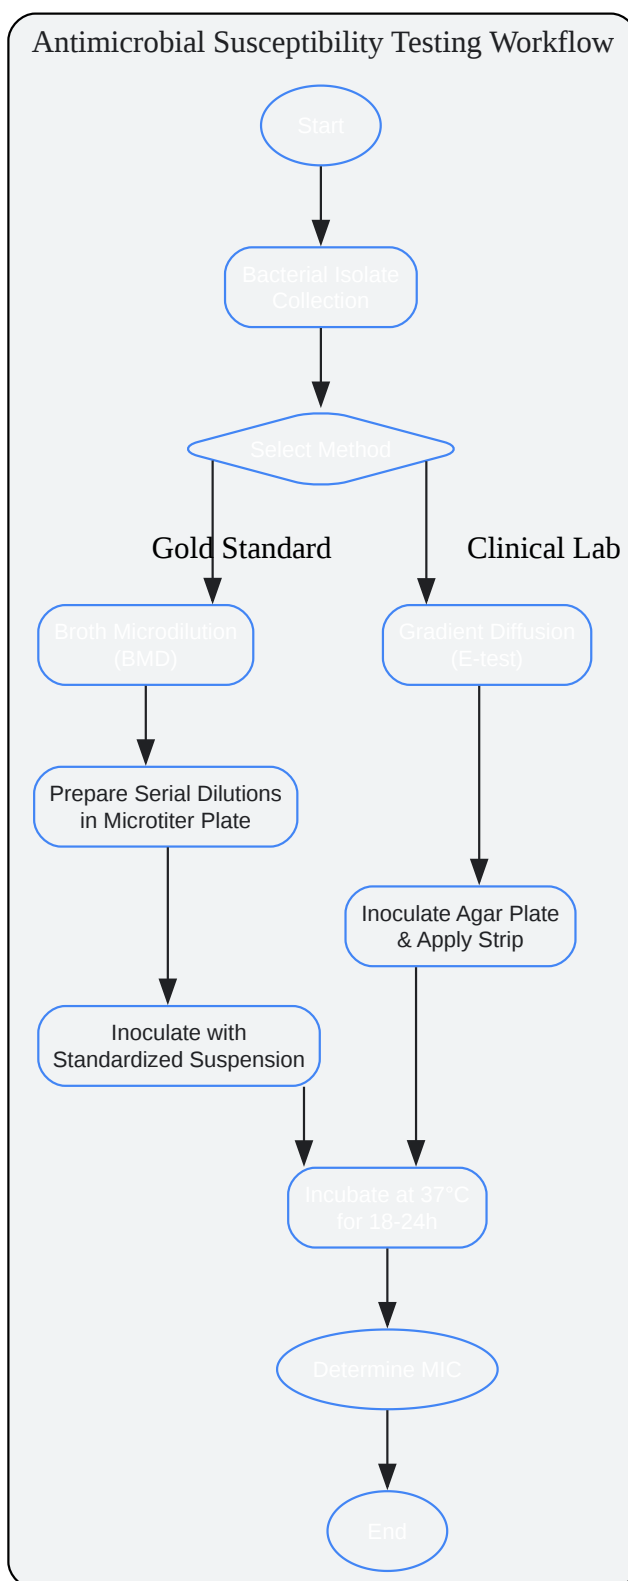 Antimicrobial Susceptibility Testing Workflow
Start
Bacterial Isolate
Collection
Select Method
Gold Standard
Clinical Lab
Broth Microdilution
(BMD)
Gradient Diffusion
(E-test)
Prepare Serial Dilutions
in Microtiter Plate
Inoculate Agar Plate
& Apply Strip
Inoculate with
Standardized Suspension
Incubate at 37°C
for 18-24h
Determine MIC
End